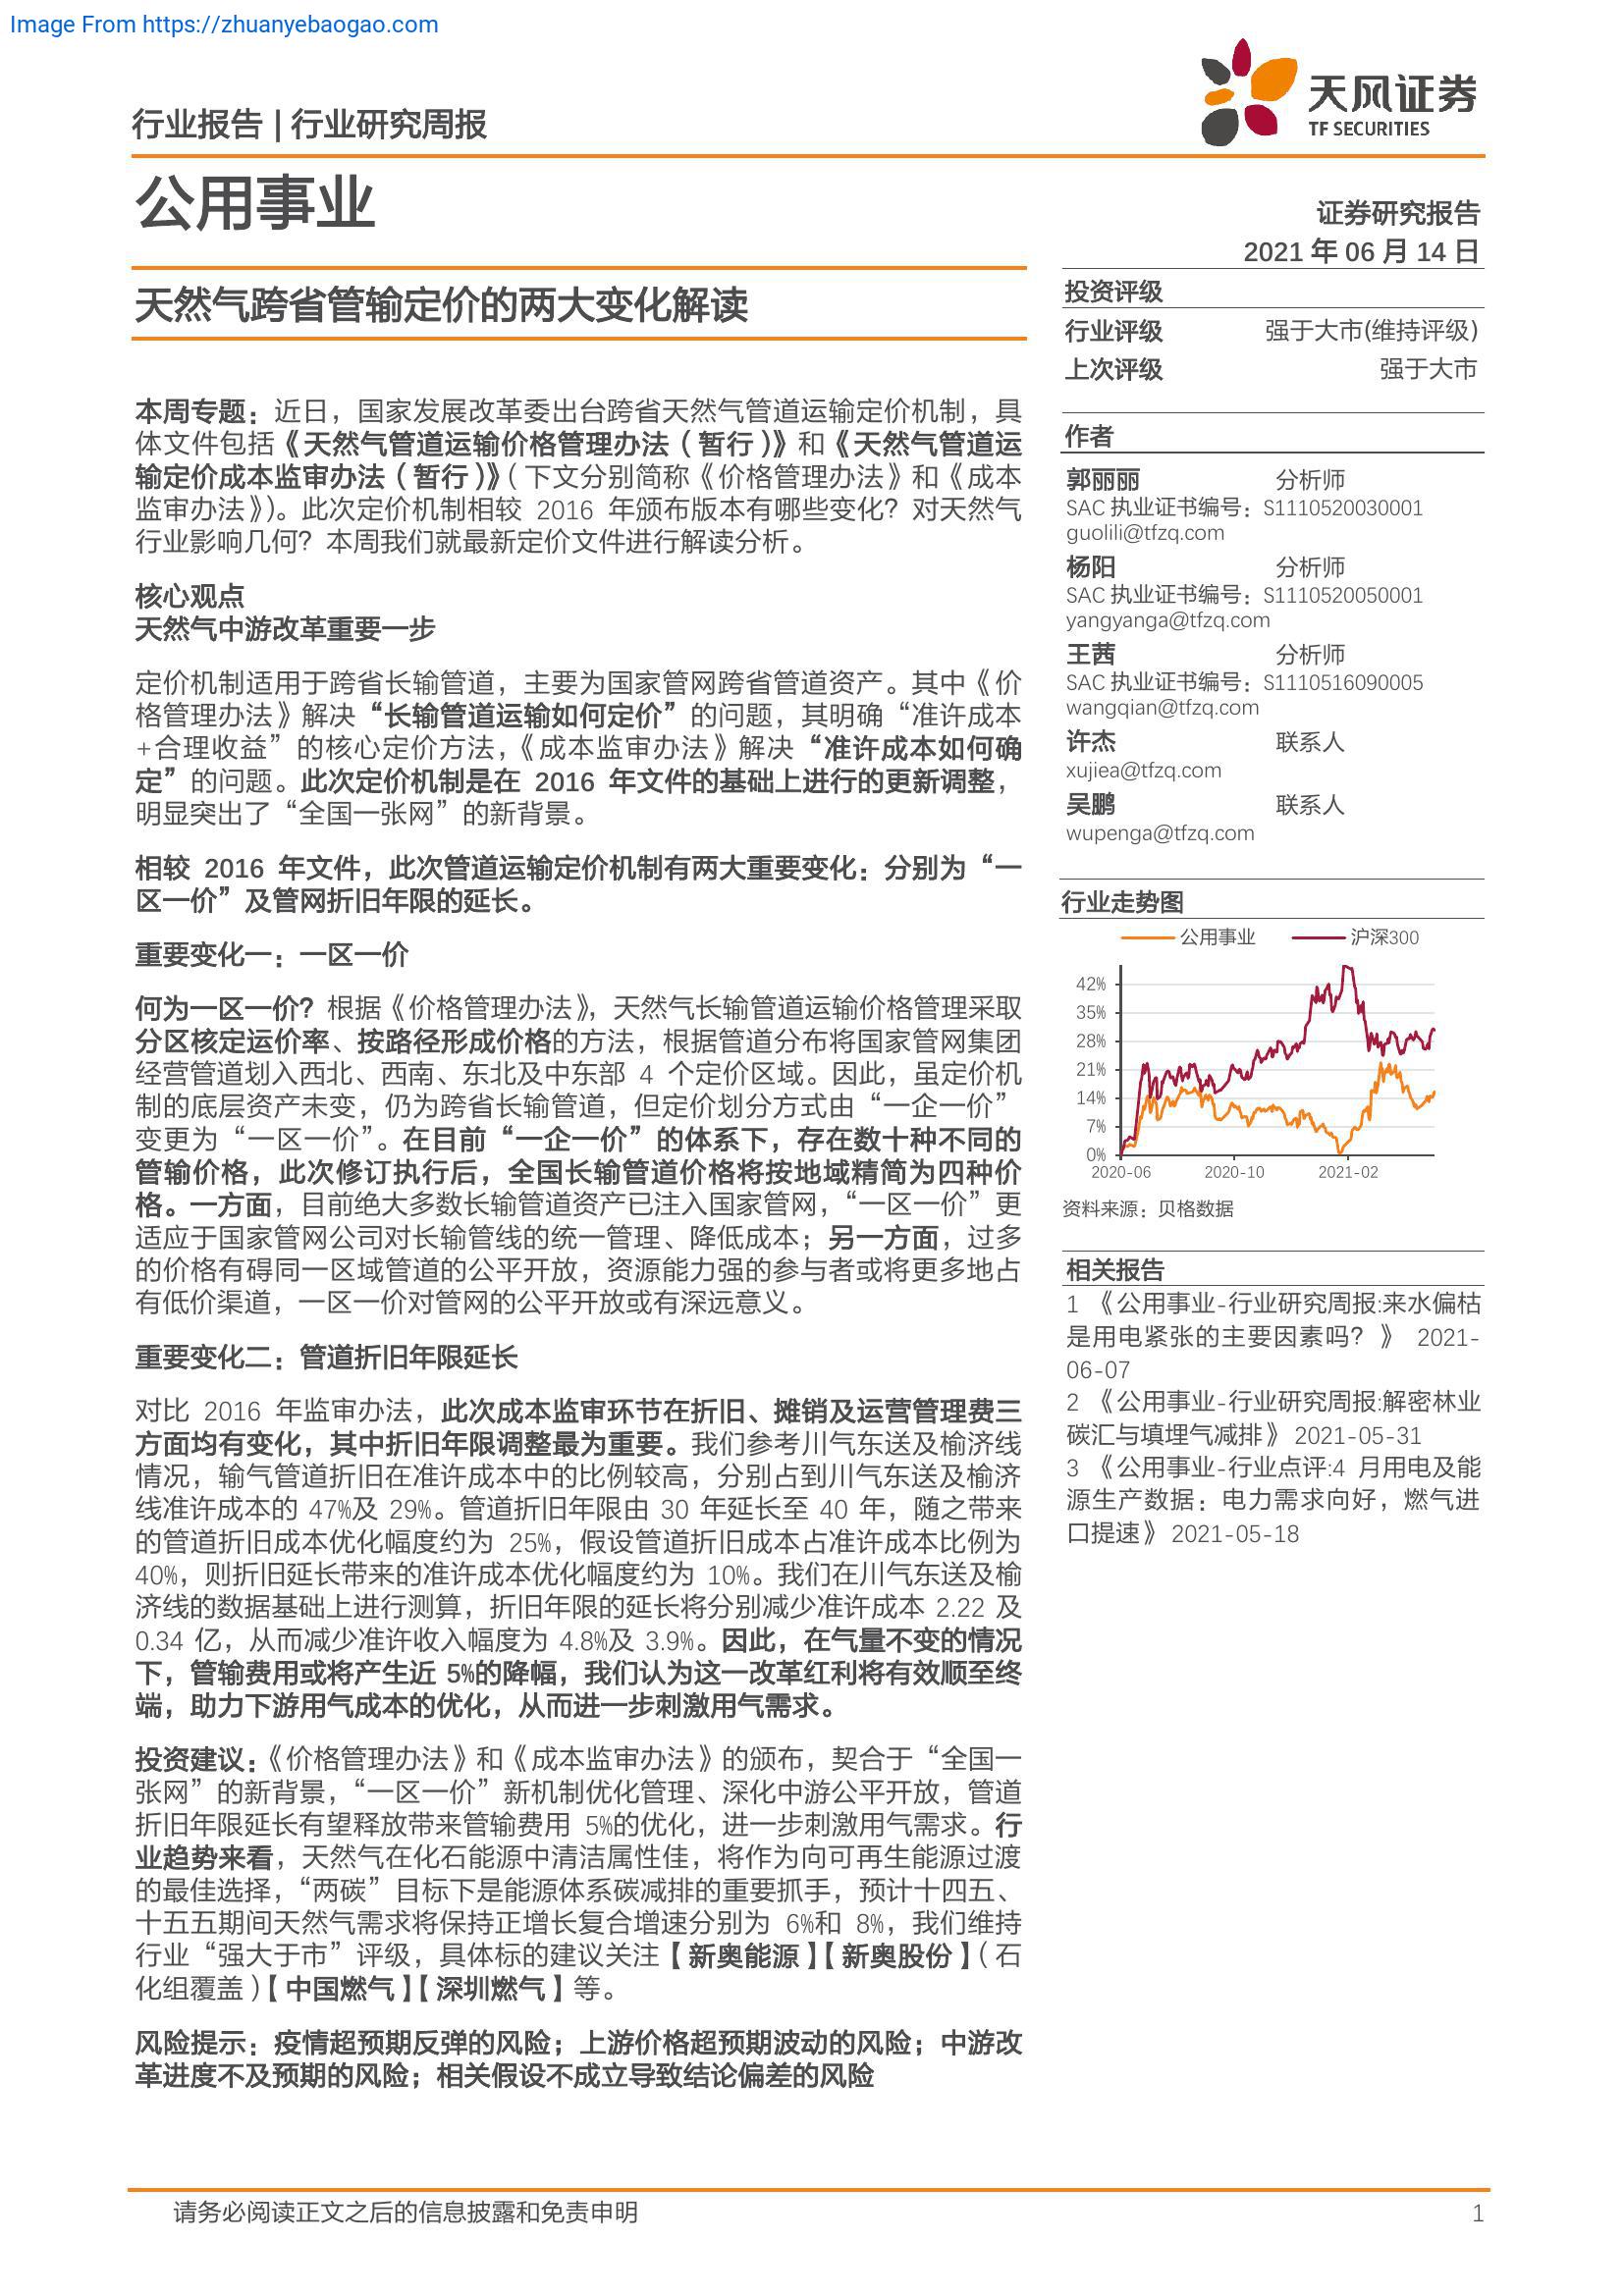 Image From https://zhuanyebaogao.com
行业报告 | 行业研究周报
天风证券
TF SECURITIES
公用事业
证券研究报告
2021 年 06 月 14 日
天然气跨省管输定价的两大变化解读
本周专题：近日，国家发展改革委出台跨省天然气管道运输定价机制，具
体文件包括《天然气管道运输价格管理办法（暂行）》和《天然气管道运
输定价成本监审办法（暂行）》（下文分别简称《价格管理办法》和《成本
监审办法》）。此次定价机制相较 2016 年颁布版本有哪些变化？对天然气
行业影响几何？本周我们就最新定价文件进行解读分析。
核心观点
天然气中游改革重要一步
定价机制适用于跨省长输管道，主要为国家管网跨省管道资产。其中《价
格管理办法》解决“长输管道运输如何定价”的问题，其明确“准许成本
+合理收益”的核心定价方法，《成本监审办法》解决“准许成本如何确
定”的问题。此次定价机制是在 2016 年文件的基础上进行的更新调整，
明显突出了“全国一张网”的新背景。
相较 2016 年文件，此次管道运输定价机制有两大重要变化：分别为“一
区一价”及管网折旧年限的延长。
重要变化一：一区一价
何为一区一价？根据《价格管理办法》，天然气长输管道运输价格管理采取
分区核定运价率、按路径形成价格的方法，根据管道分布将国家管网集团
经营管道划入西北、西南、东北及中东部 4 个定价区域。因此，虽定价机
制的底层资产未变，仍为跨省长输管道，但定价划分方式由“一企一价”
变更为“一区一价”。在目前“一企一价”的体系下，存在数十种不同的
管输价格，此次修订执行后，全国长输管道价格将按地域精简为四种价
格。一方面，目前绝大多数长输管道资产已注入国家管网，“一区一价”更
适应于国家管网公司对长输管线的统一管理、降低成本；另一方面，过多
的价格有碍同一区域管道的公平开放，资源能力强的参与者或将更多地占
有低价渠道，一区一价对管网的公平开放或有深远意义。
重要变化二：管道折旧年限延长
对比 2016 年监审办法，此次成本监审环节在折旧、摊销及运营管理费三
方面均有变化，其中折旧年限调整最为重要。我们参考川气东送及榆济线
情况，输气管道折旧在准许成本中的比例较高，分别占到川气东送及榆济
线准许成本的 47%及 29%。管道折旧年限由 30 年延长至 40 年，随之带来
的管道折旧成本优化幅度约为 25%，假设管道折旧成本占准许成本比例为
40%，则折旧延长带来的准许成本优化幅度约为 10%。我们在川气东送及榆
济线的数据基础上进行测算，折旧年限的延长将分别减少准许成本 2.22 及
0.34 亿，从而减少准许收入幅度为 4.8%及 3.9%。因此，在气量不变的情况
下，管输费用或将产生近 5%的降幅，我们认为这一改革红利将有效顺至终
端，助力下游用气成本的优化，从而进一步刺激用气需求。
投资建议：《价格管理办法》和《成本监审办法》的颁布，契合于“全国一
张网”的新背景，“一区一价”新机制优化管理、深化中游公平开放，管道
折旧年限延长有望释放带来管输费用 5%的优化，进一步刺激用气需求。行
业趋势来看，天然气在化石能源中清洁属性佳，将作为向可再生能源过渡
的最佳选择，“两碳”目标下是能源体系碳减排的重要抓手，预计十四五、
十五五期间天然气需求将保持正增长复合增速分别为 6%和 8%，我们维持
行业“强大于市”评级，具体标的建议关注【新奥能源】【新奥股份】（石
化组覆盖）【中国燃气】【深圳燃气】等。
风险提示：疫情超预期反弹的风险；上游价格超预期波动的风险；中游改
革进度不及预期的风险；相关假设不成立导致结论偏差的风险
投资评级
行业评级 强于大市(维持评级)
上次评级 强于大市
作者
郭丽丽 分析师
SAC 执业证书编号：S1110520030001
guolili@tfzq.com
杨阳 分析师
SAC 执业证书编号：S1110520050001
yangyanga@tfzq.com
王茜 分析师
SAC 执业证书编号：S1110516090005
wangqian@tfzq.com
许杰 联系人
xujiea@tfzq.com
吴鹏 联系人
wupenga@tfzq.com
行业走势图
公用事业 沪深300
42%
35%
28%
21%
14%
7%
0%
2020-06 2020-10 2021-02
资料来源：贝格数据
相关报告
1 《公用事业-行业研究周报:来水偏枯
是用电紧张的主要因素吗？》 2021-
06-07
2 《公用事业-行业研究周报:解密林业
碳汇与填埋气减排》 2021-05-31
3 《公用事业-行业点评:4 月用电及能
源生产数据：电力需求向好，燃气进
口提速》 2021-05-18
请务必阅读正文之后的信息披露和免责申明 1